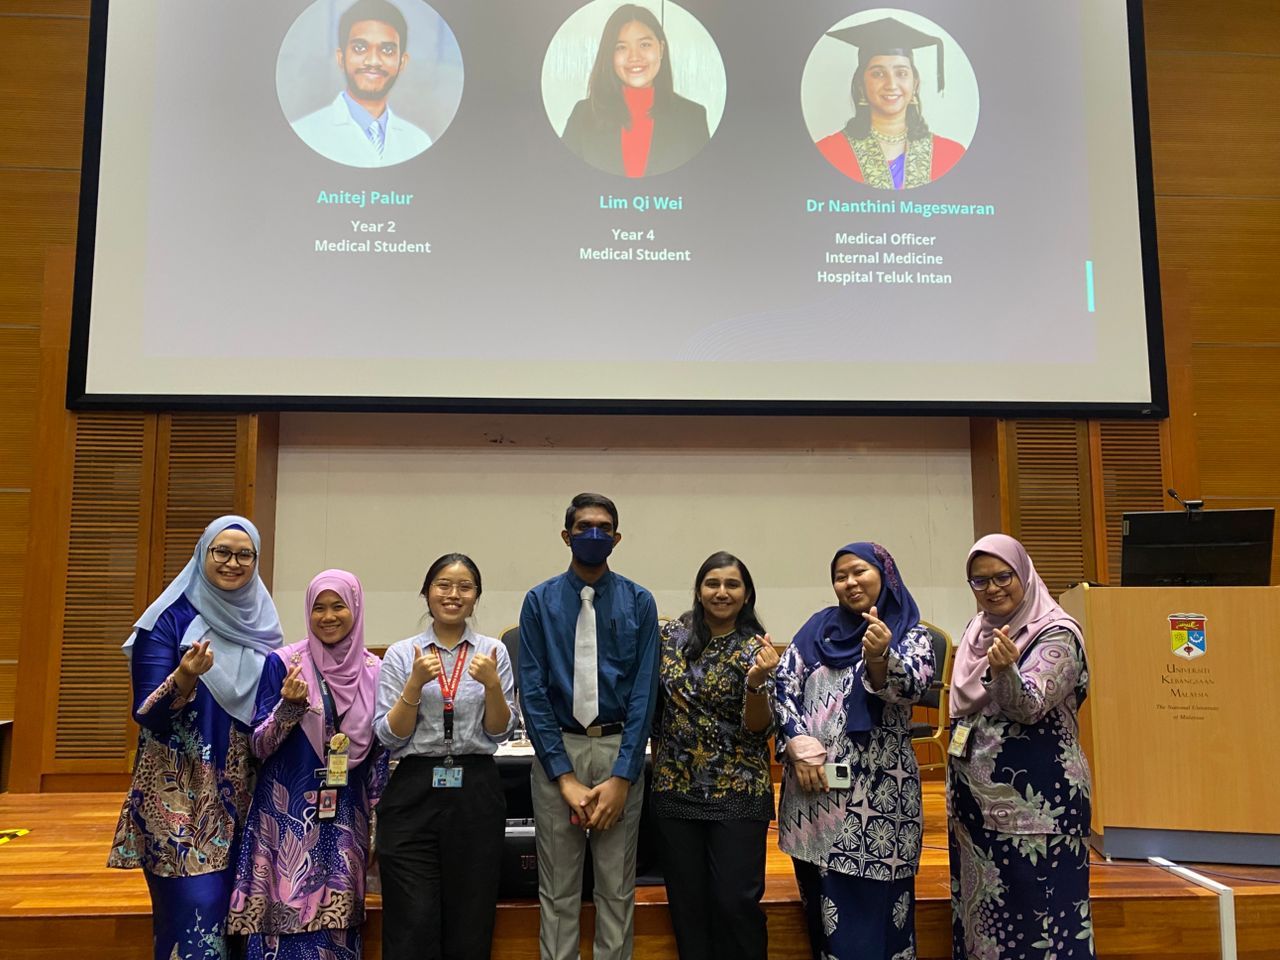 Anitej Palur
Year 2
Medical Student
Lim Qi Wei
Year 4
Medical Student
Dr Nanthini Mageswaran
Medical Officer
Internal Medicine
Hospital Teluk Intan
UNIVERSITI
KEBANGSAAN
MALAYSIA
The National University
of Malaysia